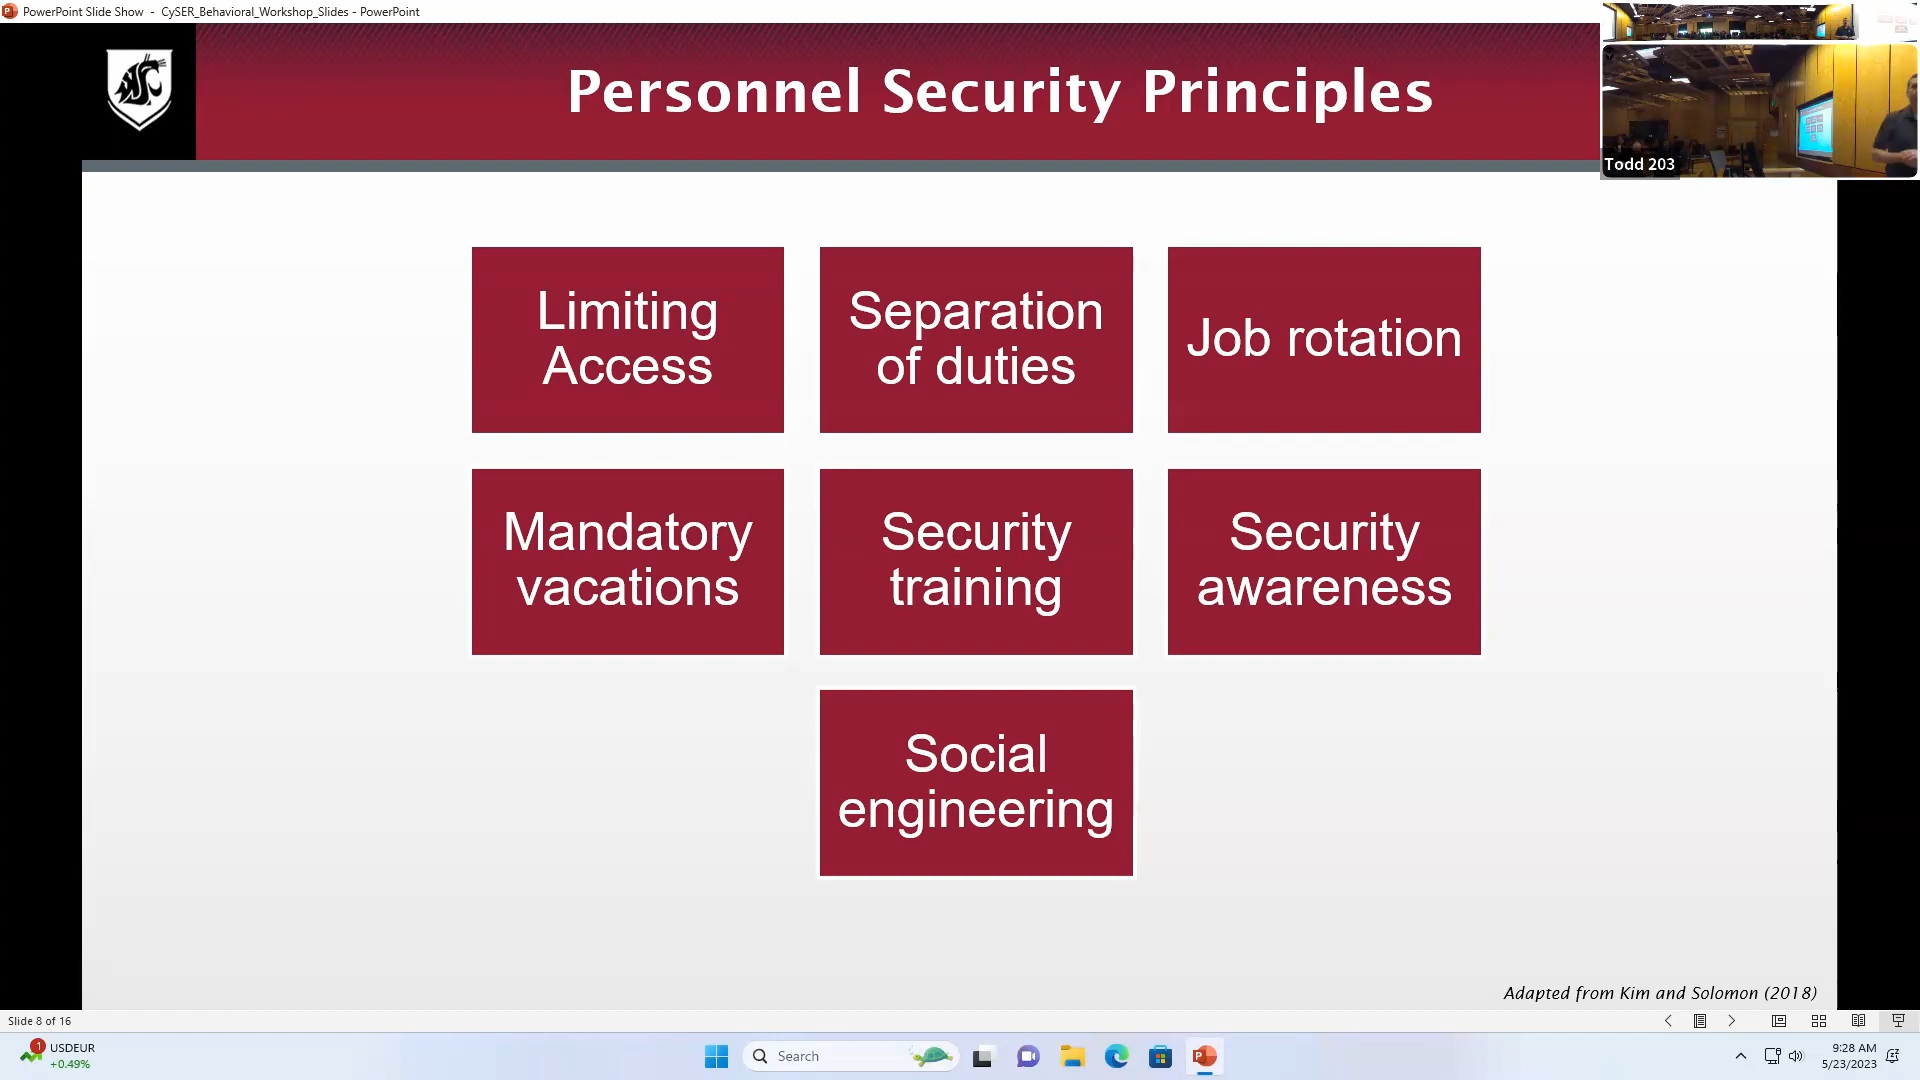 PowerPoint Slide Show - CySER_Behavioral_Workshop_Slides - PowerPoint
Personnel Security Principles
Todd 203
Limiting
Access
Separation
of duties
Job rotation
Mandatory
vacations
Security
training
Security
awareness
Social
engineering
Adapted from Kim and Solomon (2018)
Slide 8 of 16
1
USDEUR
+0.49%
Search
9:28 AM
5/23/2023